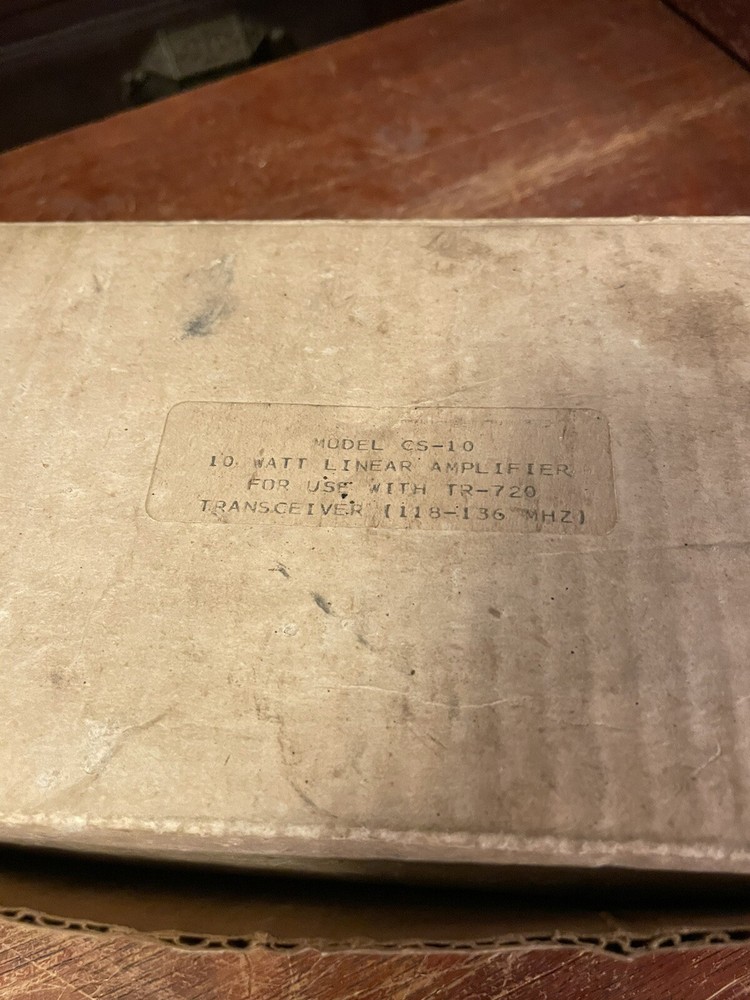 MODEL CS-10
10 WATT LINEAR AMPLIFIER
FOR USE WITH TR-720
TRANSCEIVER (118-136 MHZ)